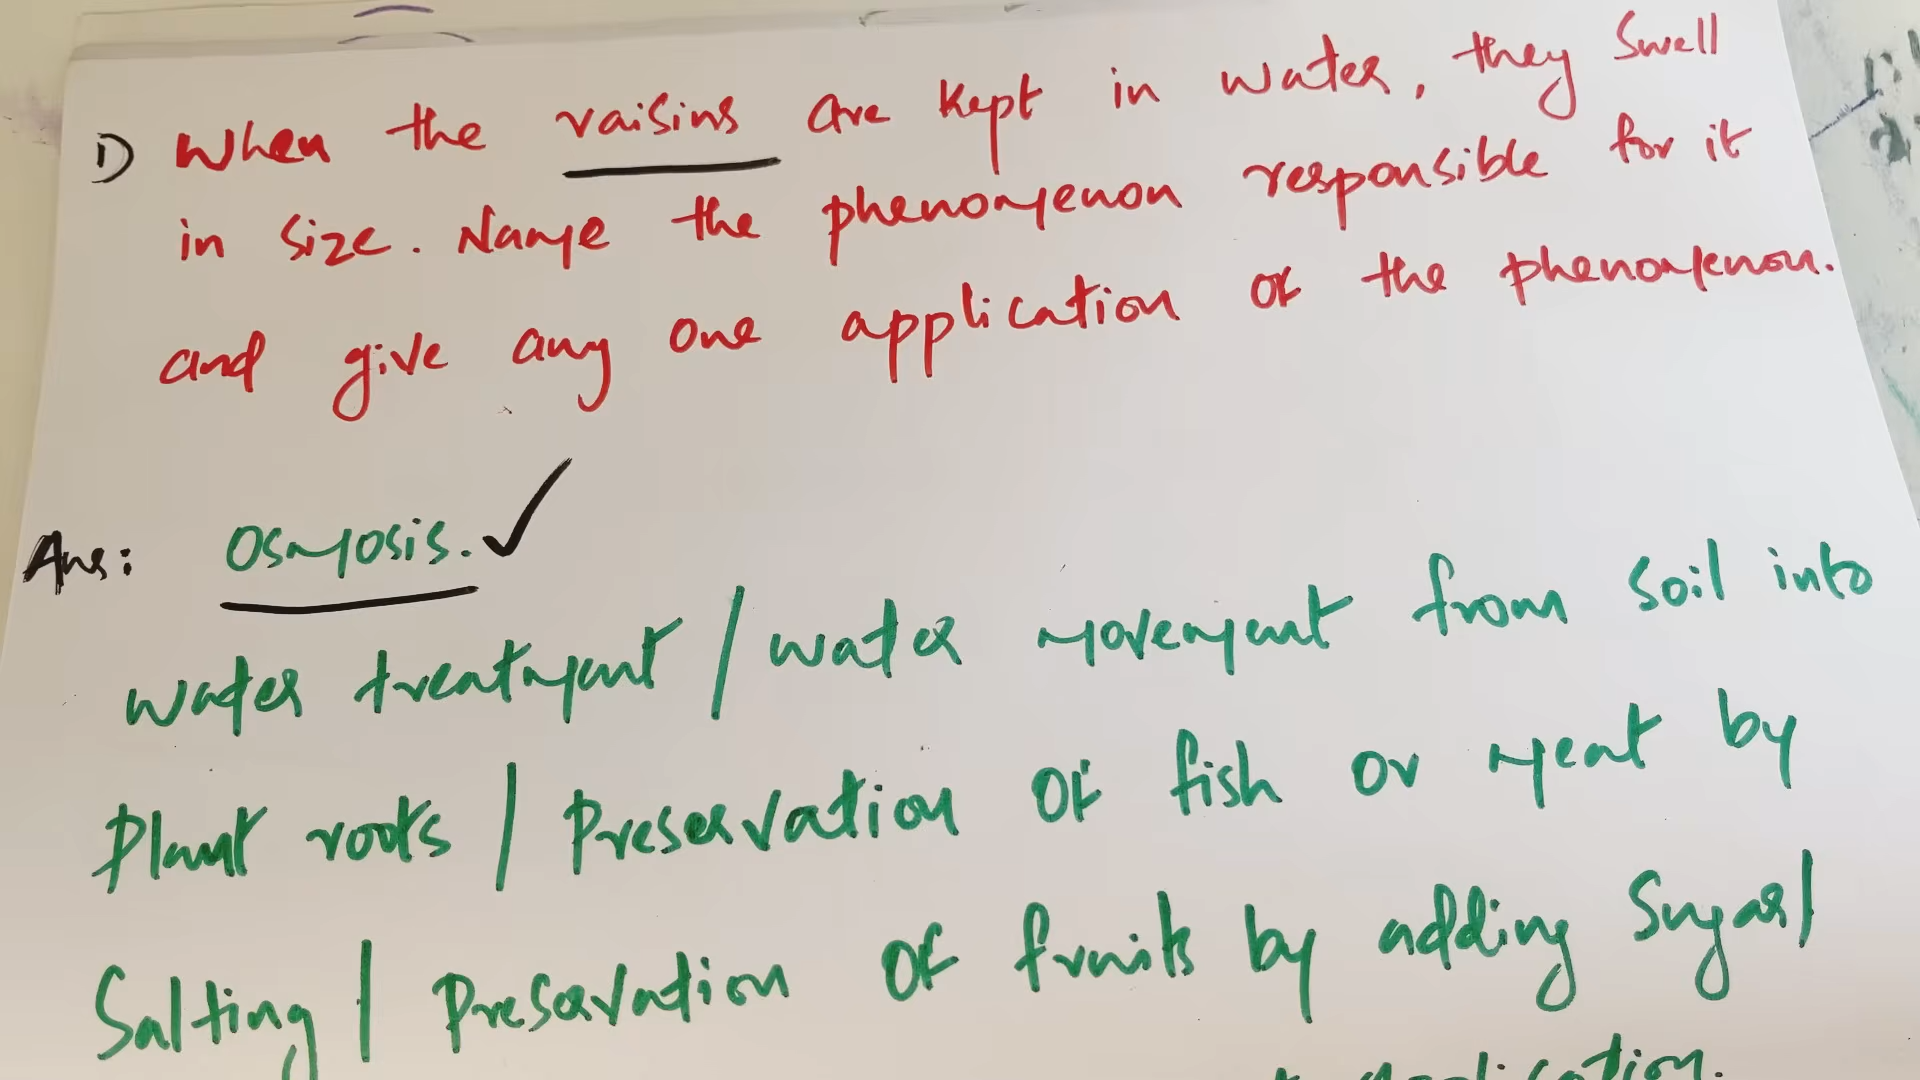 1) When the raisins are kept in water, they swell
in size. Name the phenomenon responsible for it
and give any one application of the phenomenon.
Ans: Osmosis. ✓
Water treatment / water movement from soil into
Plant roots / Preservation of fish or meat by
Salting / Preservation of fruits by adding Sugar/
application.